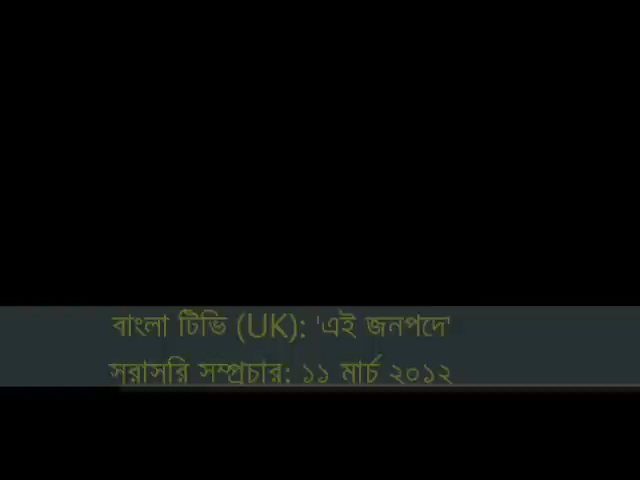 বাংলা টিভি (UK): 'এই জনপদে'
সরাসরি সম্প্রচার: ১১ মার্চ ২০১২